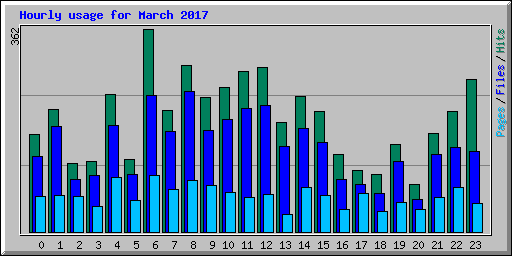 Hourly usage for March 2017
362
Pages / Files / Hits
0 1 2 3 4 5 6 7 8 9 10 11 12 13 14 15 16 17 18 19 20 21 22 23